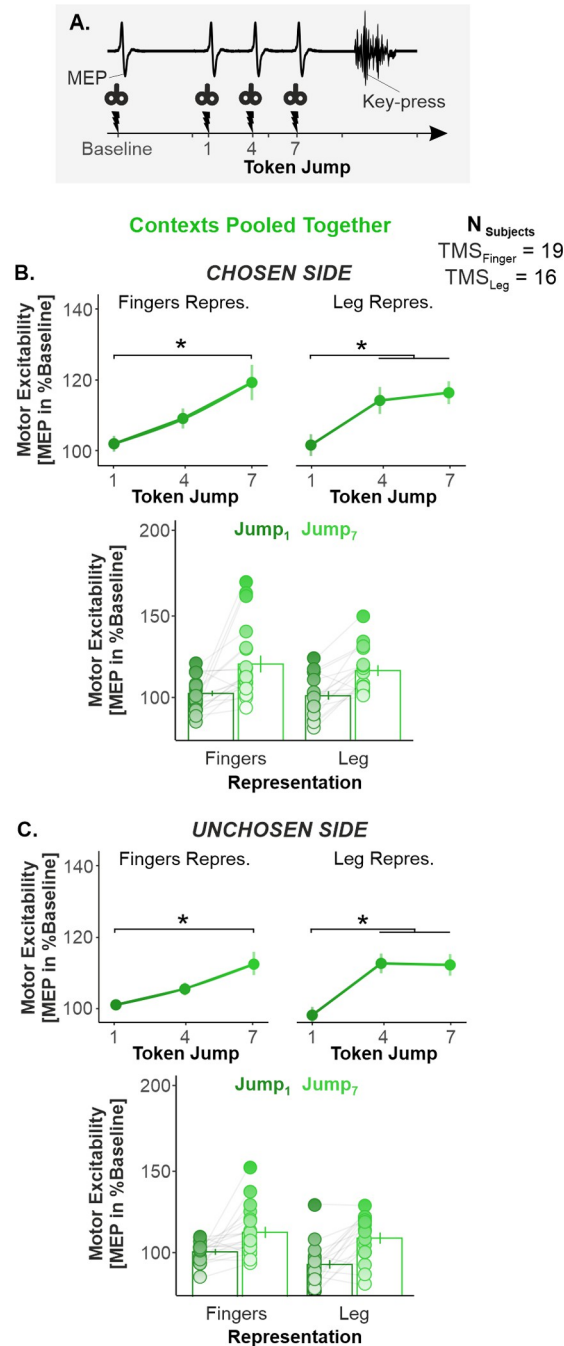 A.
MEP
Key-press
Baseline 1 4 7
Token Jump
Contexts Pooled Together
N Subjects
TMSFinger = 19
TMSLeg = 16
B.
CHOSEN SIDE
Fingers Repres.
Leg Repres.
Motor Excitability
[MEP in %Baseline]
140
120
100
*
*
1 4 7
1 4 7
Token Jump
Token Jump
Jump1 Jump7
Motor Excitability
[MEP in %Baseline]
200
150
100
Fingers Leg
Representation
C.
UNCHOSEN SIDE
Fingers Repres.
Leg Repres.
Motor Excitability
[MEP in %Baseline]
140
120
100
*
*
1 4 7
1 4 7
Token Jump
Token Jump
Jump1 Jump7
Motor Excitability
[MEP in %Baseline]
200
150
100
Fingers Leg
Representation